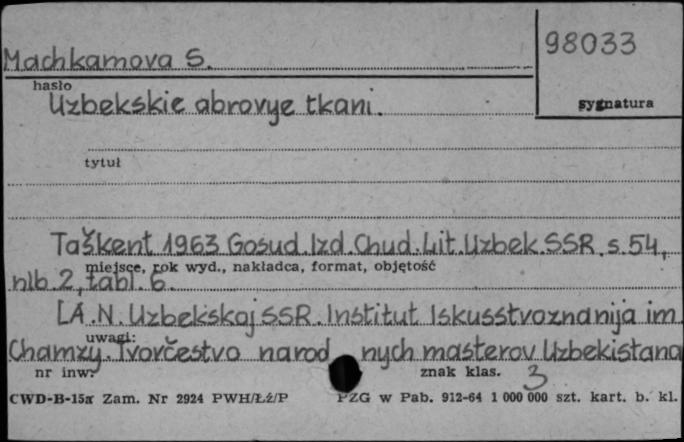 98033
Machkamova S.
hasło
Uzbekskie abrovye tkani.
sygnatura
tytuł
Taškent 1963 Gosud. Izd. Chud. Lit. Uzbek. SSR. s. 54,
miejsce, rok wyd., nakładca, format, objętość
nlb. 2, tabl. 6.
[A.N. Uzbekskoj SSR. Institut Iskusstvoznanija im.
uwagi:
Chamzy. Tvorčestvo narod nych masterov Uzbekistana
nr inw.
znak klas.
3
CWD-B-15a Zam. Nr 2924 PWH/Łź/P PZG w Pab. 912-64 1 000 000 szt. kart. b. kl.